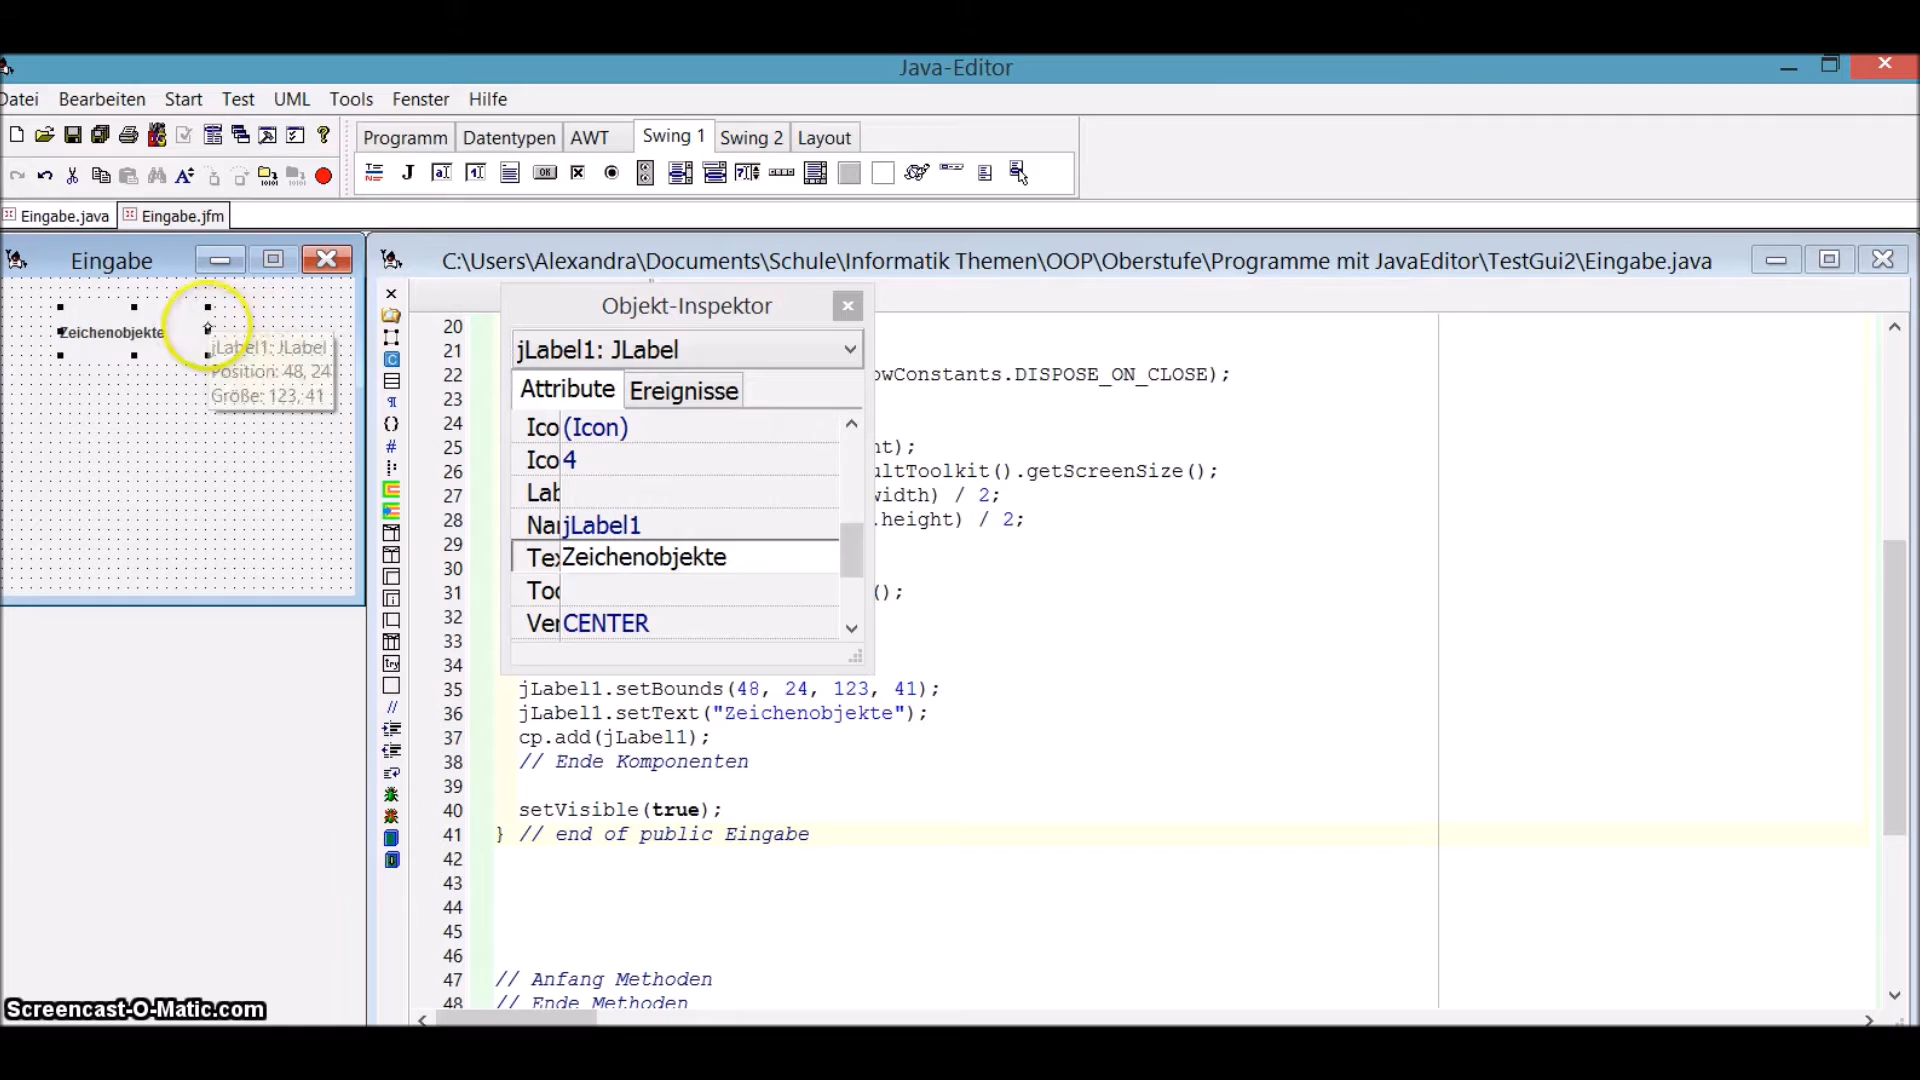 Java-Editor
Datei Bearbeiten Start Test UML Tools Fenster Hilfe
Programm Datentypen AWT Swing 1 Swing 2 Layout
Eingabe.java Eingabe.jfm
Eingabe
C:\Users\Alexandra\Documents\Schule\Informatik Themen\OOP\Oberstufe\Programme mit JavaEditor\TestGui2\Eingabe.java
Zeichenobjekte
jLabel1: JLabel
Position: 48, 24
Größe: 123, 41
Objekt-Inspektor
jLabel1: JLabel
Attribute Ereignisse
Ico (Icon)
Ico 4
Lab
Nar jLabel1
Tex Zeichenobjekte
Too
Ver CENTER
20
21
22 owConstants.DISPOSE_ON_CLOSE);
23
24
25 nt);
26 ultToolkit().getScreenSize();
27 width) / 2;
28 .height) / 2;
29
30
31 ();
32
33
34
35 jLabel1.setBounds(48, 24, 123, 41);
36 jLabel1.setText("Zeichenobjekte");
37 cp.add(jLabel1);
38 // Ende Komponenten
39
40 setVisible(true);
41 } // end of public Eingabe
42
43
44
45
46
47 // Anfang Methoden
48 // Ende Methoden
Screencast-O-Matic.com